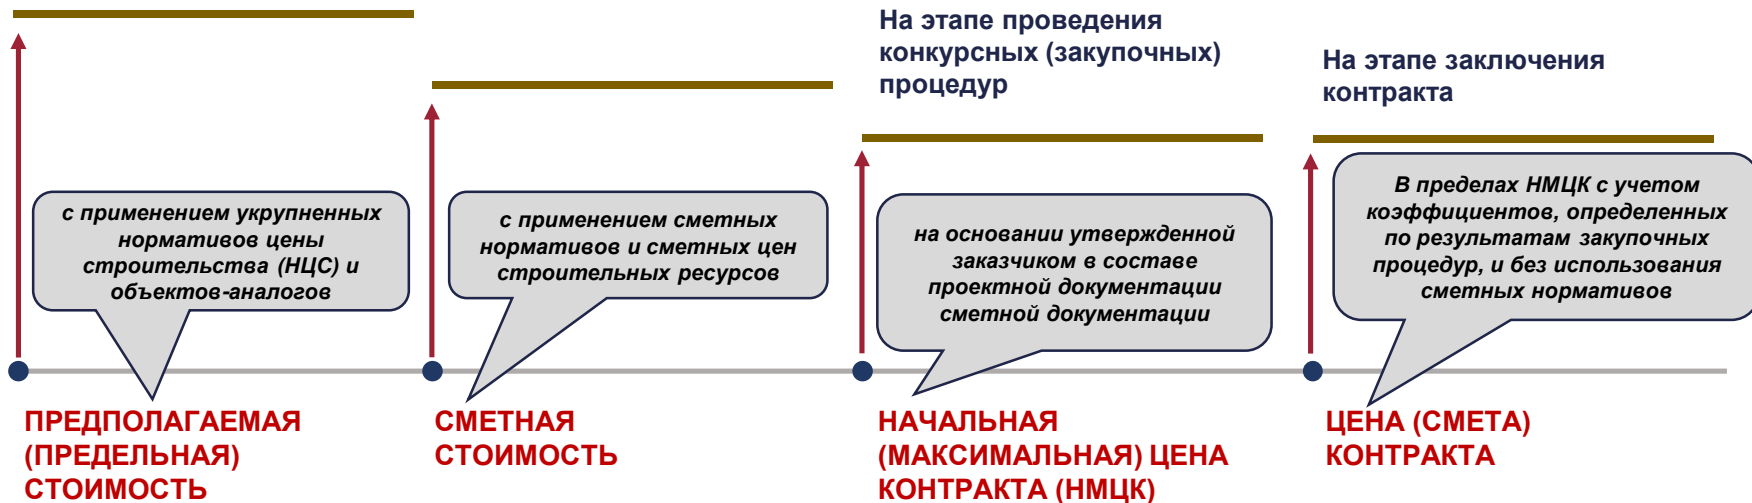 На этапе проведения
конкурсных (закупочных)
процедур
На этапе заключения
контракта
с применением укрупненных
нормативов цены
строительства (НЦС) и
объектов-аналогов
с применением сметных
нормативов и сметных цен
строительных ресурсов
на основании утвержденной
заказчиком в составе
проектной документации
сметной документации
В пределах НМЦК с учетом
коэффициентов, определенных
по результатам закупочных
процедур, и без использования
сметных нормативов
ПРЕДПОЛАГАЕМАЯ
(ПРЕДЕЛЬНАЯ)
СТОИМОСТЬ
СМЕТНАЯ
СТОИМОСТЬ
НАЧАЛЬНАЯ
(МАКСИМАЛЬНАЯ) ЦЕНА
КОНТРАКТА (НМЦК)
ЦЕНА (СМЕТА)
КОНТРАКТА